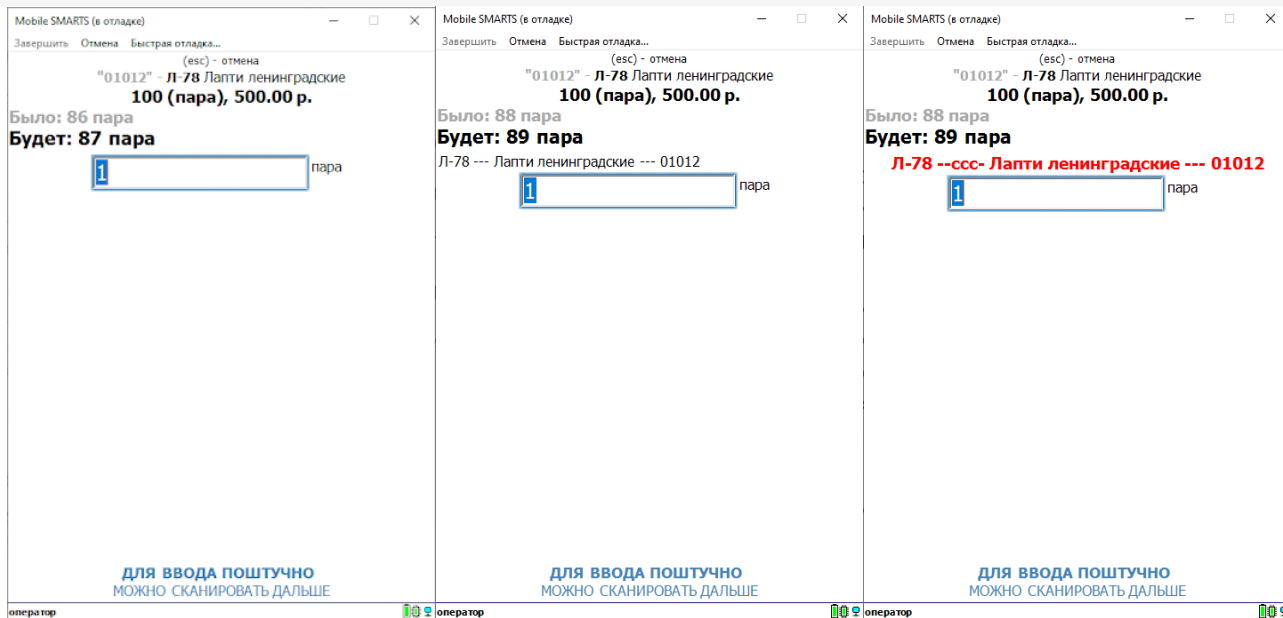 Mobile SMARTS (в отладке)
Завершить Отмена Быстрая отладка...
(esc) - отмена
"01012" - Л-78 Лапти ленинградские
100 (пара), 500.00 р.
Было: 86 пара
Будет: 87 пара
1 пара
ДЛЯ ВВОДА ПОШТУЧНО
МОЖНО СКАНИРОВАТЬ ДАЛЬШЕ
оператор
Mobile SMARTS (в отладке)
Завершить Отмена Быстрая отладка...
(esc) - отмена
"01012" - Л-78 Лапти ленинградские
100 (пара), 500.00 р.
Было: 88 пара
Будет: 89 пара
Л-78 --- Лапти ленинградские --- 01012
1 пара
ДЛЯ ВВОДА ПОШТУЧНО
МОЖНО СКАНИРОВАТЬ ДАЛЬШЕ
оператор
Mobile SMARTS (в отладке)
Завершить Отмена Быстрая отладка...
(esc) - отмена
"01012" - Л-78 Лапти ленинградские
100 (пара), 500.00 р.
Было: 88 пара
Будет: 89 пара
Л-78 --ссс- Лапти ленинградские --- 01012
1 пара
ДЛЯ ВВОДА ПОШТУЧНО
МОЖНО СКАНИРОВАТЬ ДАЛЬШЕ
оператор